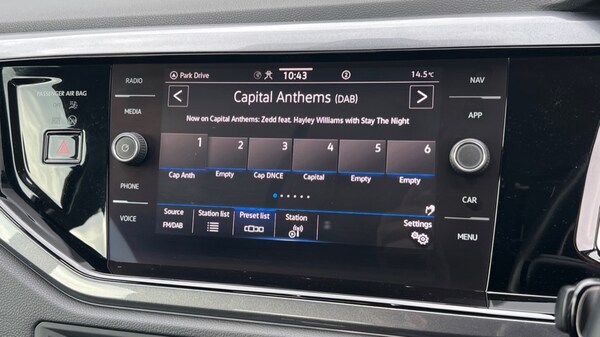 RADIO
MEDIA
PHONE
VOICE
PASSENGER AIR BAG
Park Drive
10:43
2
14.5°C
Capital Anthems (DAB)
Now on Capital Anthems: Zedd feat. Hayley Williams with Stay The Night
1 2 3 4 5 6
Cap Anth Empty Cap DNCE Capital Empty Empty
Source Station list Preset list Station Settings
FM/DAB
NAV
APP
CAR
MENU